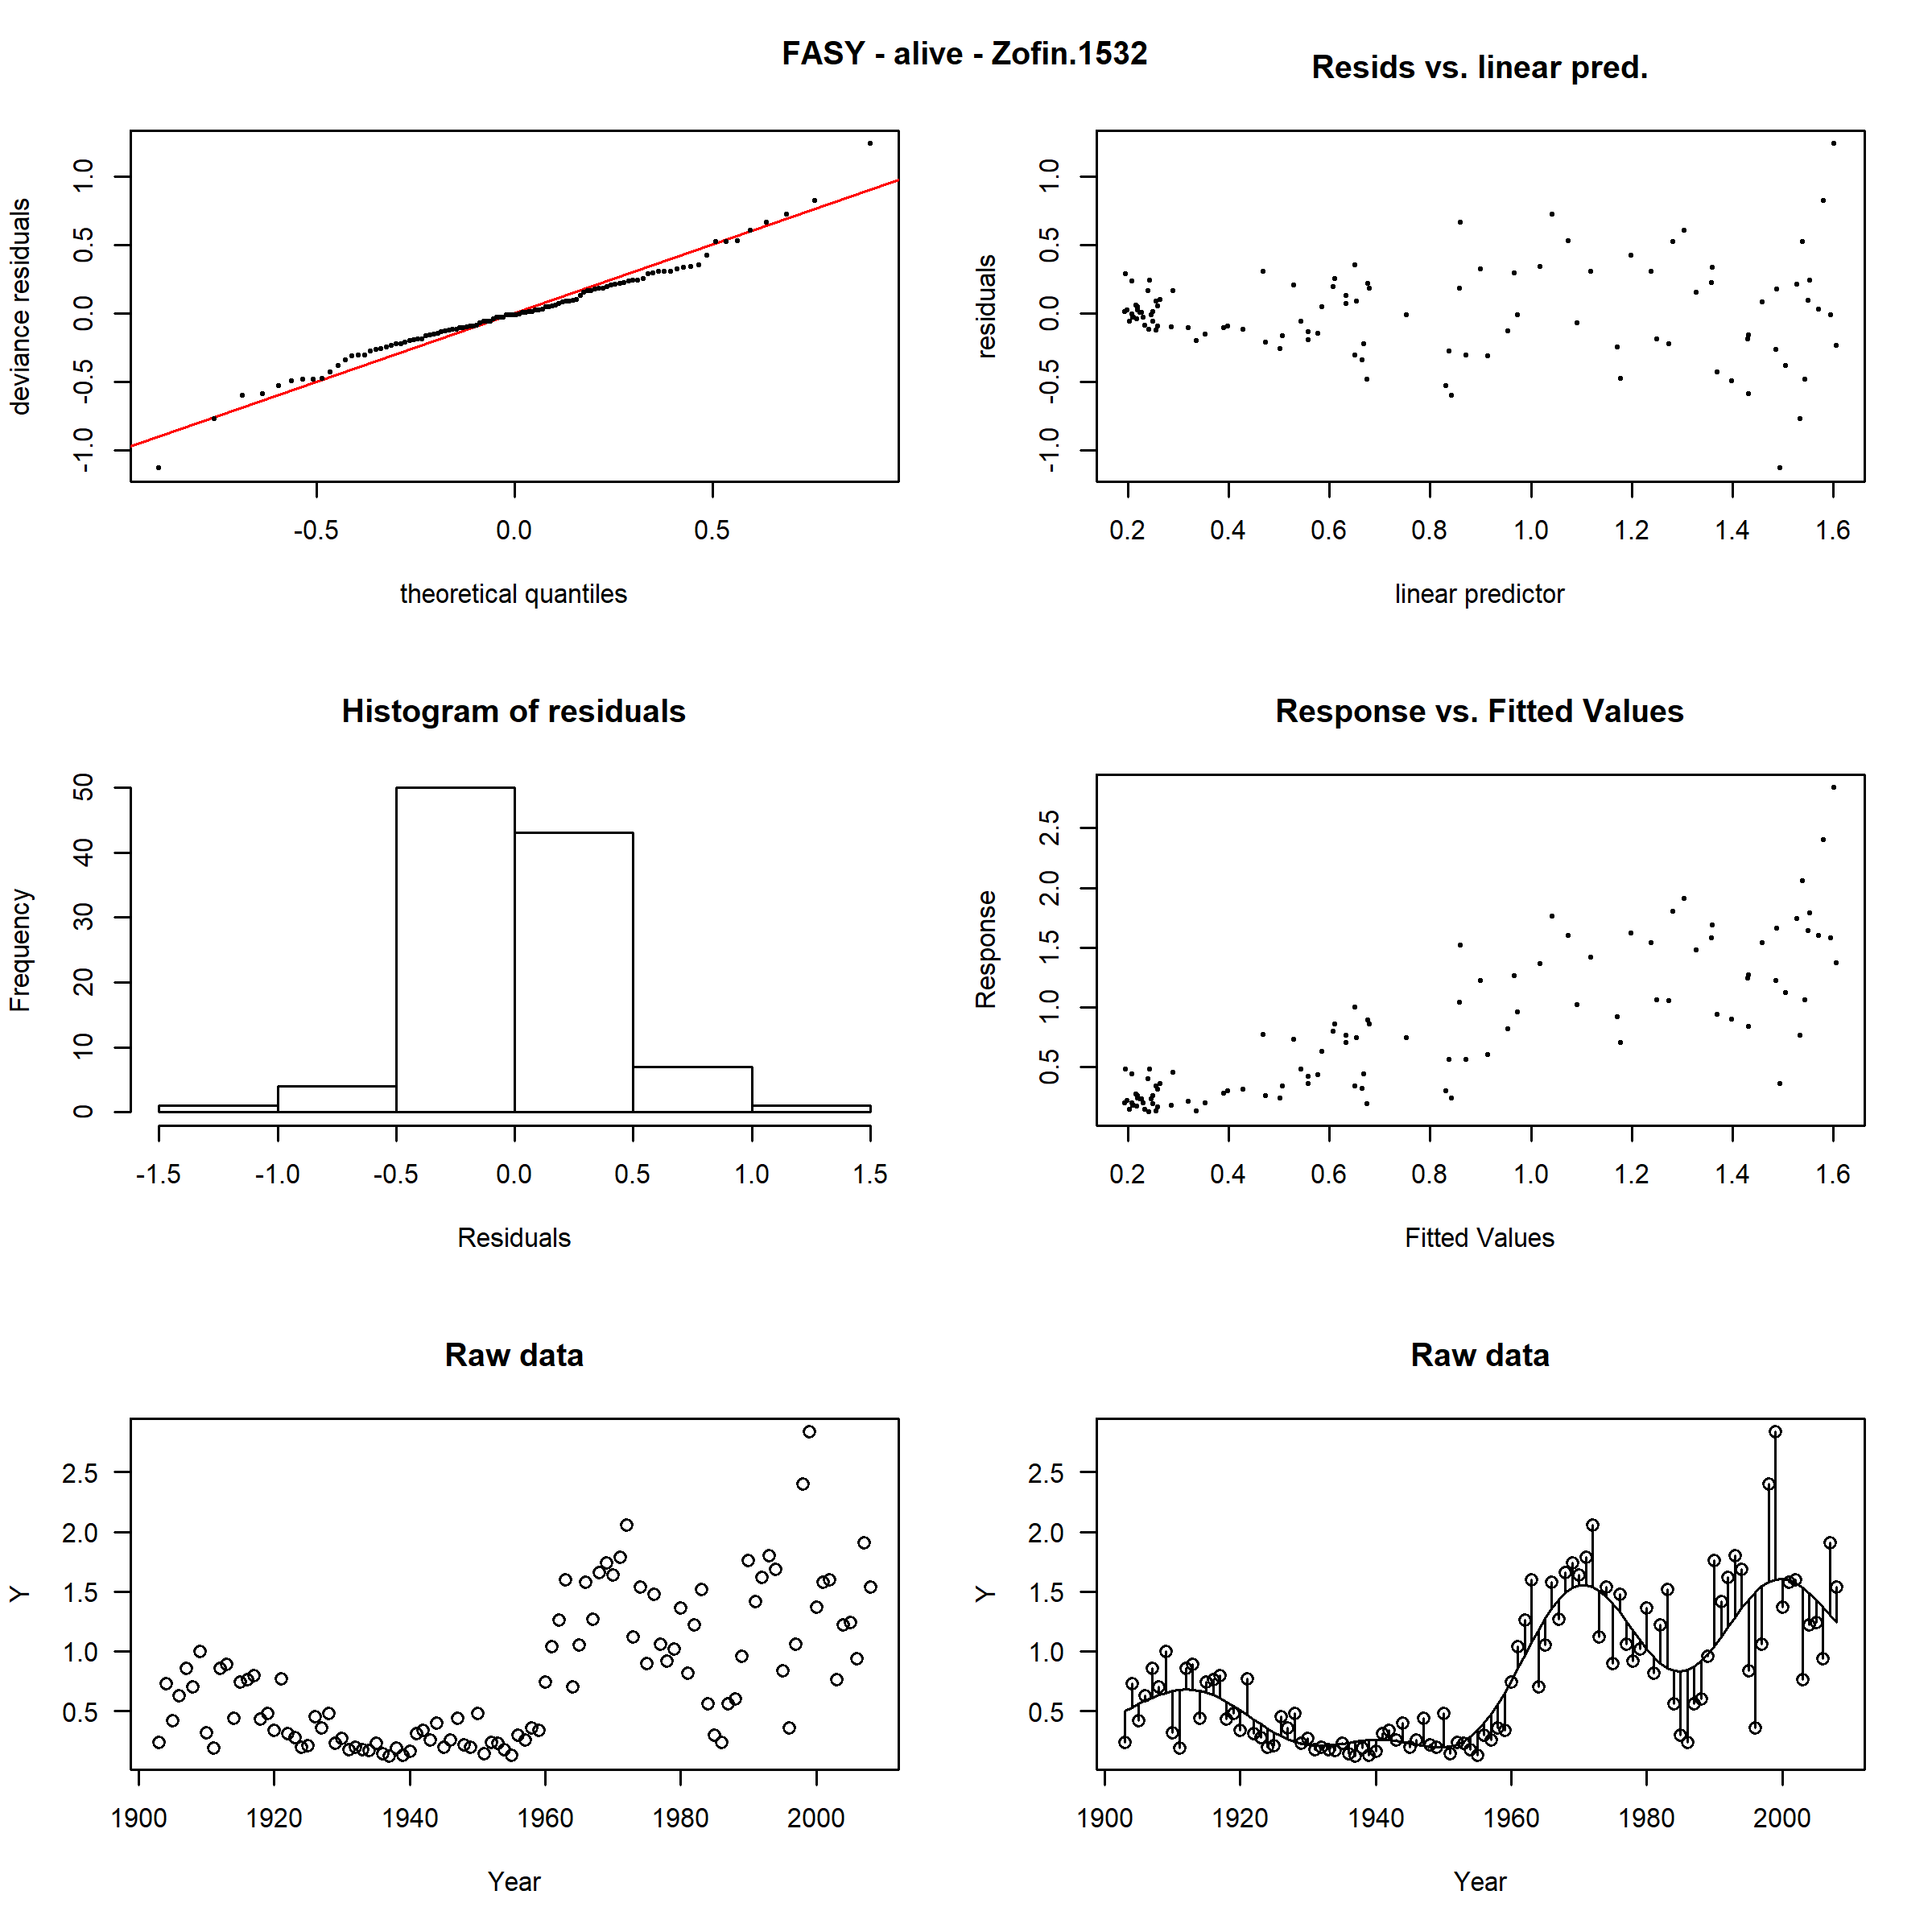 FASY - alive - Zofin.1532
Resids vs. linear pred.
deviance residuals
-1.0 -0.5 0.0 0.5 1.0
-0.5 0.0 0.5
theoretical quantiles
residuals
-1.0 -0.5 0.0 0.5 1.0
0.2 0.4 0.6 0.8 1.0 1.2 1.4 1.6
linear predictor
Histogram of residuals
Frequency
0 10 20 30 40 50
-1.5 -1.0 -0.5 0.0 0.5 1.0 1.5
Residuals
Response vs. Fitted Values
Response
0.5 1.0 1.5 2.0 2.5
0.2 0.4 0.6 0.8 1.0 1.2 1.4 1.6
Fitted Values
Raw data
Y
2.5
2.0
1.5
1.0
0.5
1900 1920 1940 1960 1980 2000
Year
Raw data
Y
2.5
2.0
1.5
1.0
0.5
1900 1920 1940 1960 1980 2000
Year